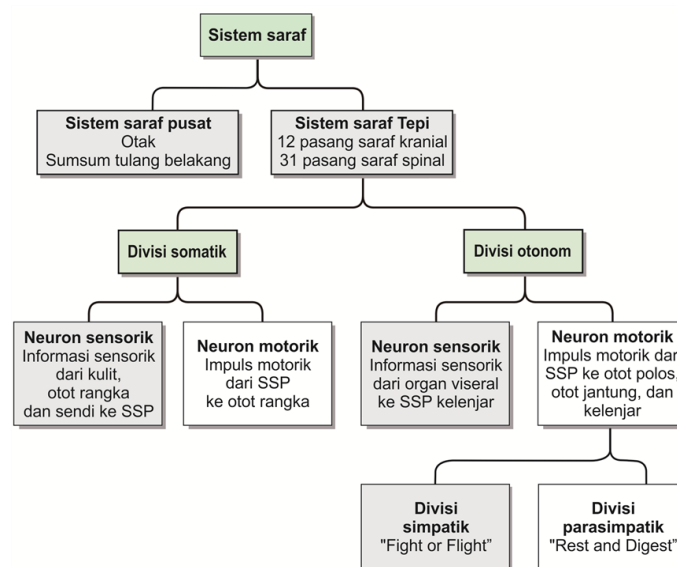 Sistem saraf
Sistem saraf pusat
Otak
Sumsum tulang belakang
Sistem saraf Tepi
12 pasang saraf kranial
31 pasang saraf spinal
Divisi somatik
Divisi otonom
Neuron sensorik
Informasi sensorik
dari kulit,
otot rangka
dan sendi ke SSP
Neuron motorik
Impuls motorik
dari SSP
ke otot rangka
Neuron sensorik
Informasi sensorik
dari organ viseral
ke SSP kelenjar
Neuron motorik
Impuls motorik dar
SSP ke otot polos,
otot jantung, dan
kelenjar
Divisi
simpatik
"Fight or Flight”
Divisi
parasimpatik
"Rest and Digest”